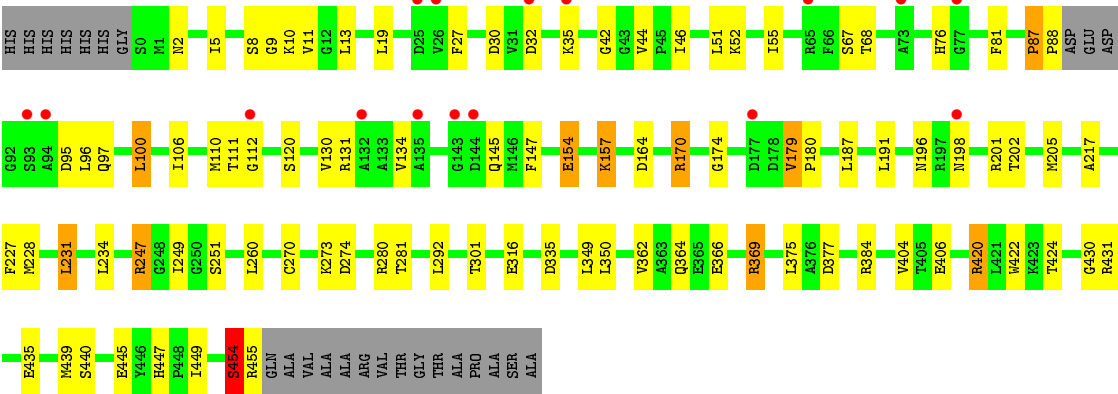 HIS HIS HIS HIS HIS HIS GLY S0 M1 N2 I5 S8 G9 K10 V11 G12 L13 L19 D25 V26 F27 D30 V31 D32 K35 G42 G43 V44 P45 I46 L51 K52 I55 R65 F66 S67 T68 A73 H76 G77 F81 P87 P88 ASP GLU ASP
G92 S93 A94 D95 L96 Q97 L100 I106 M110 T111 G112 S120 V130 R131 A132 A133 V134 A135 G143 D144 Q145 M146 F147 E154 K157 D164 R170 G174 D177 D178 V179 P180 L187 L191 N196 R197 N198 R201 T202 M205 A217
F227 M228 L231 L234 R247 G248 I249 G250 S251 L260 C270 K273 D274 R280 T281 L292 T301 E316 D335 L349 L350 V362 A363 Q364 E365 E366 R369 L375 A376 D377 R384 V404 T405 E406 R420 L421 W422 K423 T424 G430 R431
E435 M439 S440 E445 Y446 H447 P448 I449 S454 R455 GLN ALA VAL ALA ALA ARG VAL THR GLY THR ALA PRO ALA SER ALA